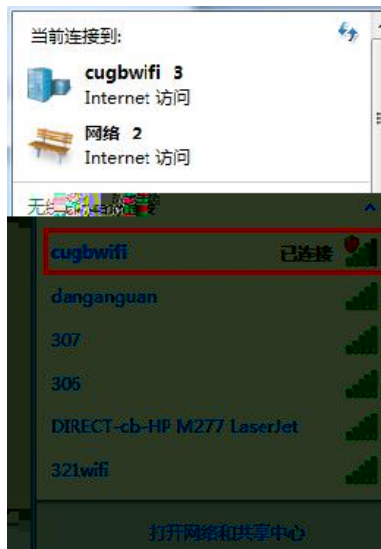 当前连接到:
cugbwifi 3
Internet 访问
网络 2
Internet 访问
cugbwifi 已连接
danganguan
307
306
DIRECT-cb-HP M277 LaserJet
321wifi
打开网络和共享中心